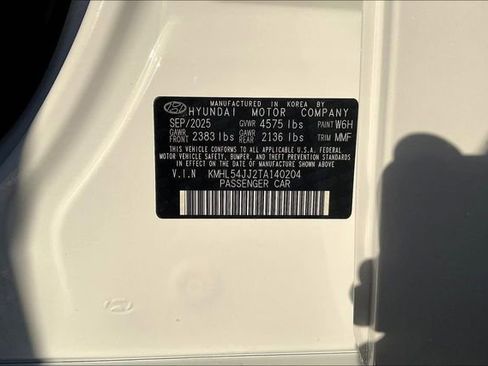 MANUFACTURED IN KOREA BY
HYUNDAI MOTOR COMPANY
SEP/2025 GVWR 4575 lbs PAINT W6H
GAWR FRONT 2383 lbs GAWR REAR 2136 lbs TRIM MMF
THIS VEHICLE CONFORMS TO ALL APPLICABLE U.S.A. FEDERAL
MOTOR VEHICLE SAFETY, BUMPER, AND THEFT PREVENTION STANDARDS
IN EFFECT ON THE DATE OF MANUFACTURE SHOWN ABOVE.
V.I.N KMHL54JJ2TA140204
PASSENGER CAR